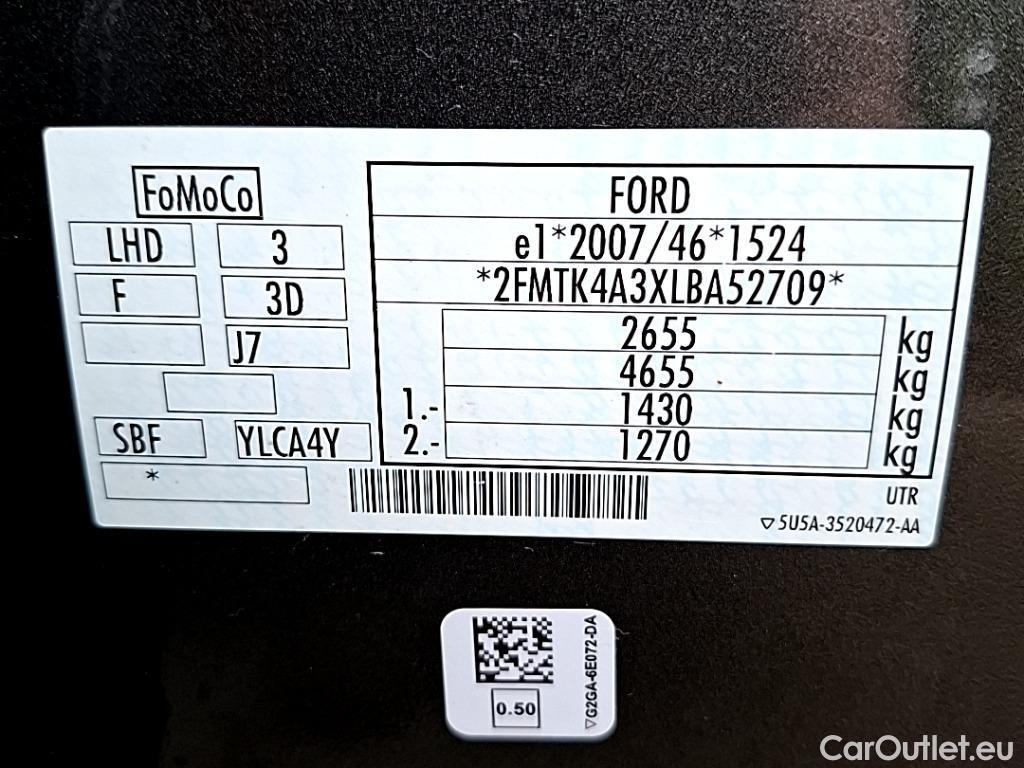 FoMoCo
LHD 3
F 3D
J7
SBF YLCA4Y
*
FORD
e1*2007/46*1524
*2FMTK4A3XLBA52709*
2655 kg
4655 kg
1.- 1430 kg
2.- 1270 kg
UTR
▽5U5A-3520472-AA
0.50
▽G2GA-6E072-DA
CarOutlet.eu